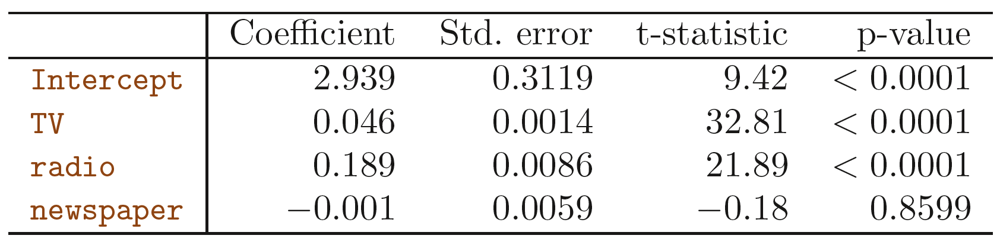 Coefficient Std. error t-statistic p-value
Intercept 2.939 0.3119 9.42 < 0.0001
TV 0.046 0.0014 32.81 < 0.0001
radio 0.189 0.0086 21.89 < 0.0001
newspaper −0.001 0.0059 −0.18 0.8599